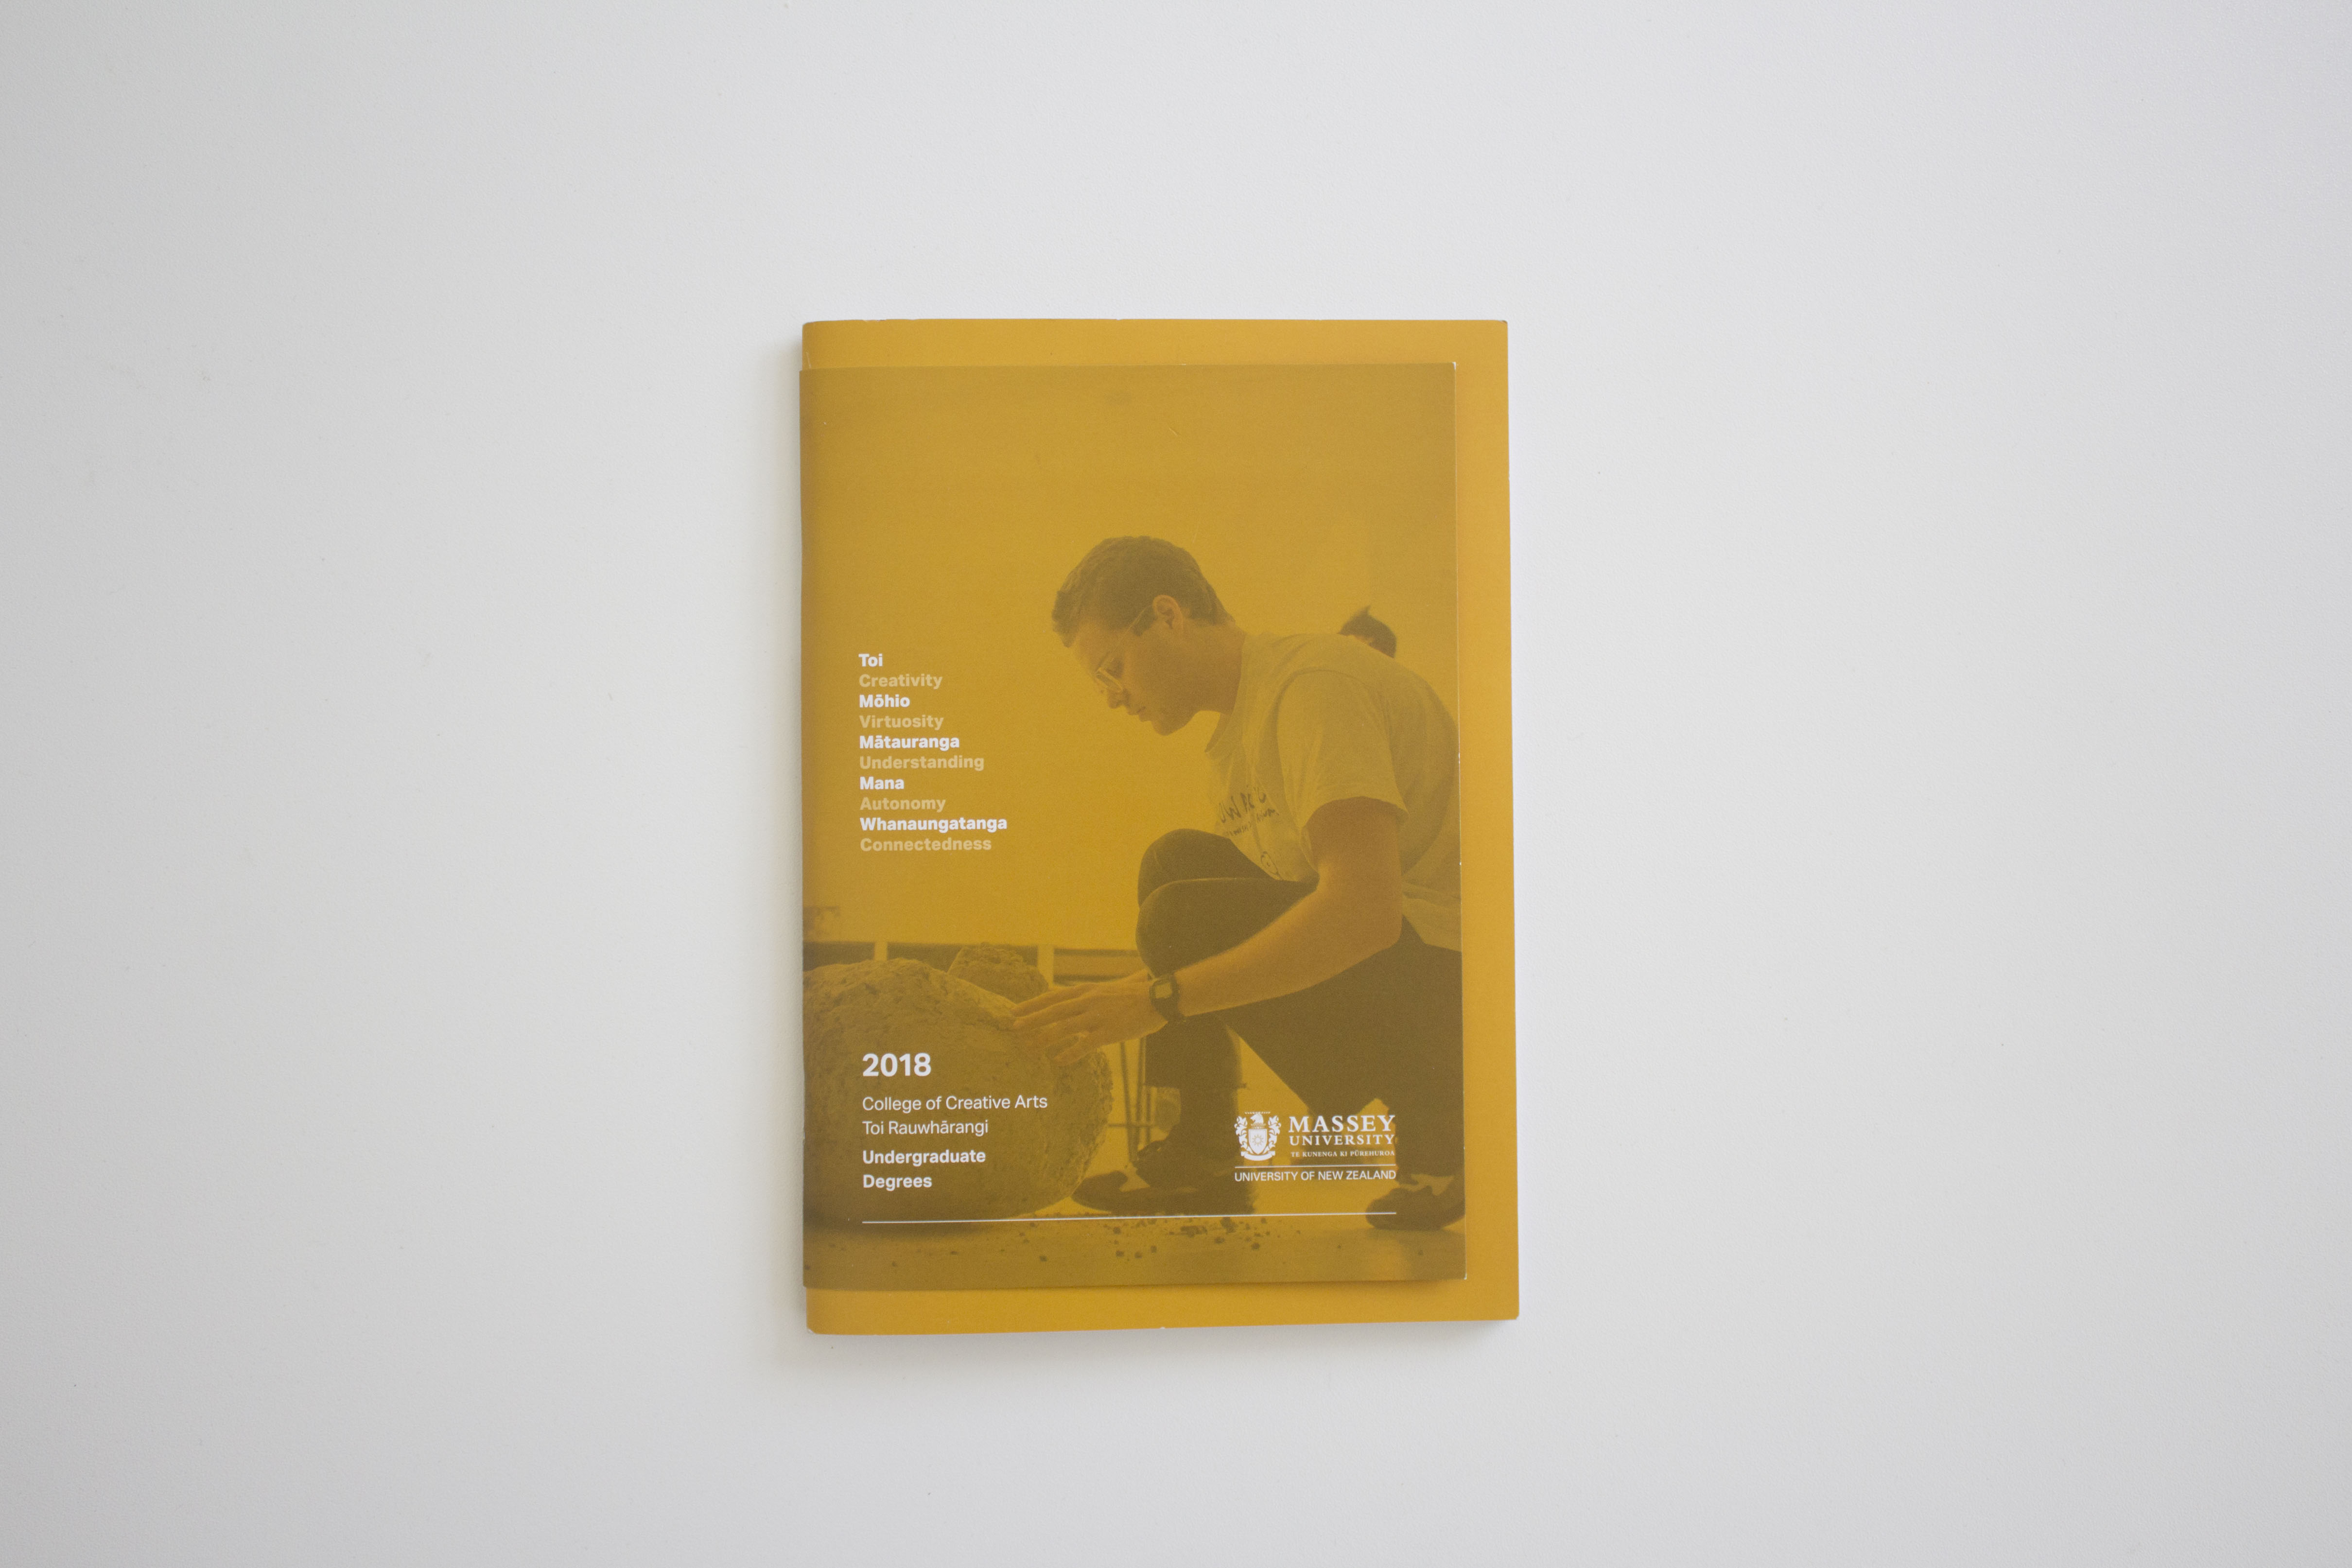 Toi
Creativity
Mōhio
Virtuosity
Mātauranga
Understanding
Mana
Autonomy
Whanaungatanga
Connectedness
2018
College of Creative Arts
Toi Rauwhārangi
Undergraduate
Degrees
MASSEY
UNIVERSITY
TE KUNENGA KI PŪREHUROA
UNIVERSITY OF NEW ZEALAND